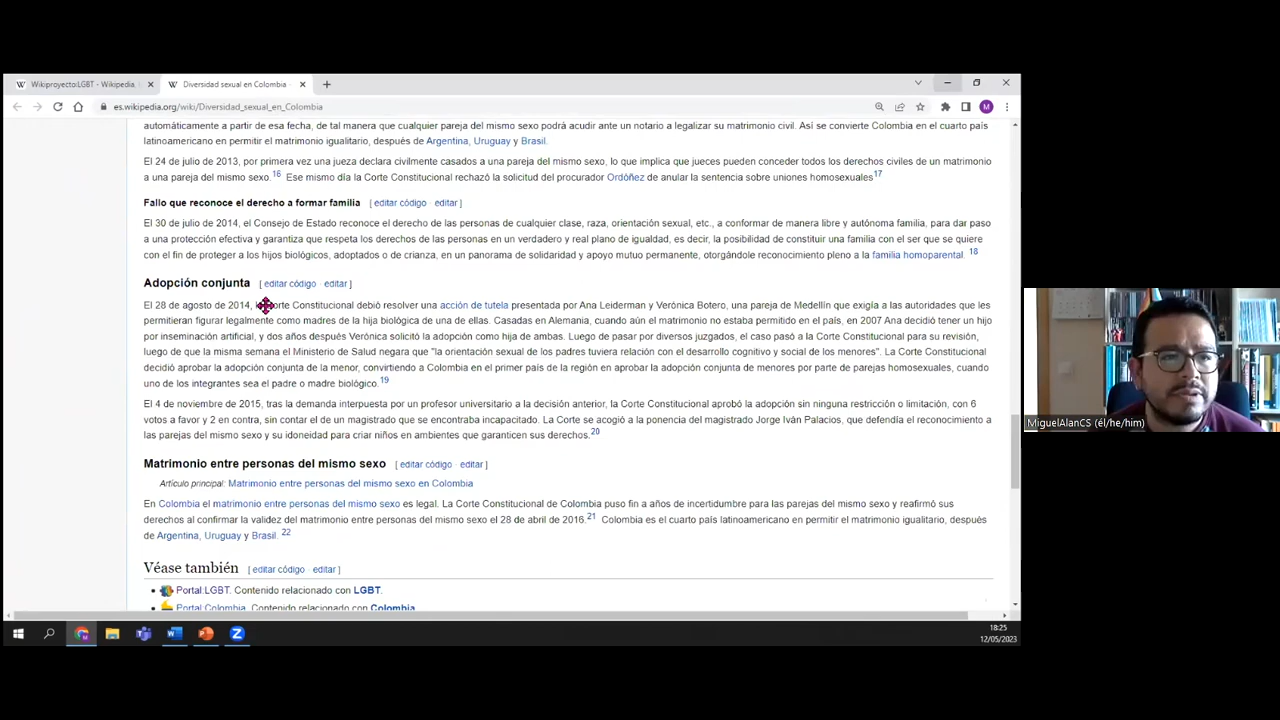 Wikiproyecto:LGBT - Wikipedia,
Diversidad sexual en Colombia -
es.wikipedia.org/wiki/Diversidad_sexual_en_Colombia
M
automáticamente a partir de esa fecha, de tal manera que cualquier pareja del mismo sexo podrá acudir ante un notario a legalizar su matrimonio civil. Así se convierte Colombia en el cuarto país
latinoamericano en permitir el matrimonio igualitario, después de Argentina, Uruguay y Brasil.
El 24 de julio de 2013, por primera vez una jueza declara civilmente casados a una pareja del mismo sexo, lo que implica que jueces pueden conceder todos los derechos civiles de un matrimonio
a una pareja del mismo sexo.16 Ese mismo día la Corte Constitucional rechazó la solicitud del procurador Ordóñez de anular la sentencia sobre uniones homosexuales17
Fallo que reconoce el derecho a formar familia [ editar código · editar ]
El 30 de julio de 2014, el Consejo de Estado reconoce el derecho de las personas de cualquier clase, raza, orientación sexual, etc., a conformar de manera libre y autónoma familia, para dar paso
a una protección efectiva y garantiza que respeta los derechos de las personas en un verdadero y real plano de igualdad, es decir, la posibilidad de constituir una familia con el ser que se quiere
con el fin de proteger a los hijos biológicos, adoptados o de crianza, en un panorama de solidaridad y apoyo mutuo permanente, otorgándole reconocimiento pleno a la familia homoparental. 18
Adopción conjunta [ editar código · editar ]
El 28 de agosto de 2014, Corte Constitucional debió resolver una acción de tutela presentada por Ana Leiderman y Verónica Botero, una pareja de Medellín que exigía a las autoridades que les
permitieran figurar legalmente como madres de la hija biológica de una de ellas. Casadas en Alemania, cuando aún el matrimonio no estaba permitido en el país, en 2007 Ana decidió tener un hijo
por inseminación artificial, y dos años después Verónica solicitó la adopción como hija de ambas. Luego de pasar por diversos juzgados, el caso pasó a la Corte Constitucional para su revisión,
luego de que la misma semana el Ministerio de Salud negara que "la orientación sexual de los padres tuviera relación con el desarrollo cognitivo y social de los menores". La Corte Constitucional
decidió aprobar la adopción conjunta de la menor, convirtiendo a Colombia en el primer país de la región en aprobar la adopción conjunta de menores por parte de parejas homosexuales, cuando
uno de los integrantes sea el padre o madre biológico.19
El 4 de noviembre de 2015, tras la demanda interpuesta por un profesor universitario a la decisión anterior, la Corte Constitucional aprobó la adopción sin ninguna restricción o limitación, con 6
votos a favor y 2 en contra, sin contar el de un magistrado que se encontraba incapacitado. La Corte se acogió a la ponencia del magistrado Jorge Iván Palacios, que defendía el reconocimiento a
las parejas del mismo sexo y su idoneidad para criar niños en ambientes que garanticen sus derechos.20
Matrimonio entre personas del mismo sexo [ editar código · editar ]
Artículo principal: Matrimonio entre personas del mismo sexo en Colombia
En Colombia el matrimonio entre personas del mismo sexo es legal. La Corte Constitucional de Colombia puso fin a años de incertidumbre para las parejas del mismo sexo y reafirmó sus
derechos al confirmar la validez del matrimonio entre personas del mismo sexo el 28 de abril de 2016.21 Colombia es el cuarto país latinoamericano en permitir el matrimonio igualitario, después
de Argentina, Uruguay y Brasil. 22
Véase también [ editar código · editar ]
Portal:LGBT. Contenido relacionado con LGBT.
Portal:Colombia. Contenido relacionado con Colombia.
18:25
12/05/2023
MiguelAlanCS (él/he/him)